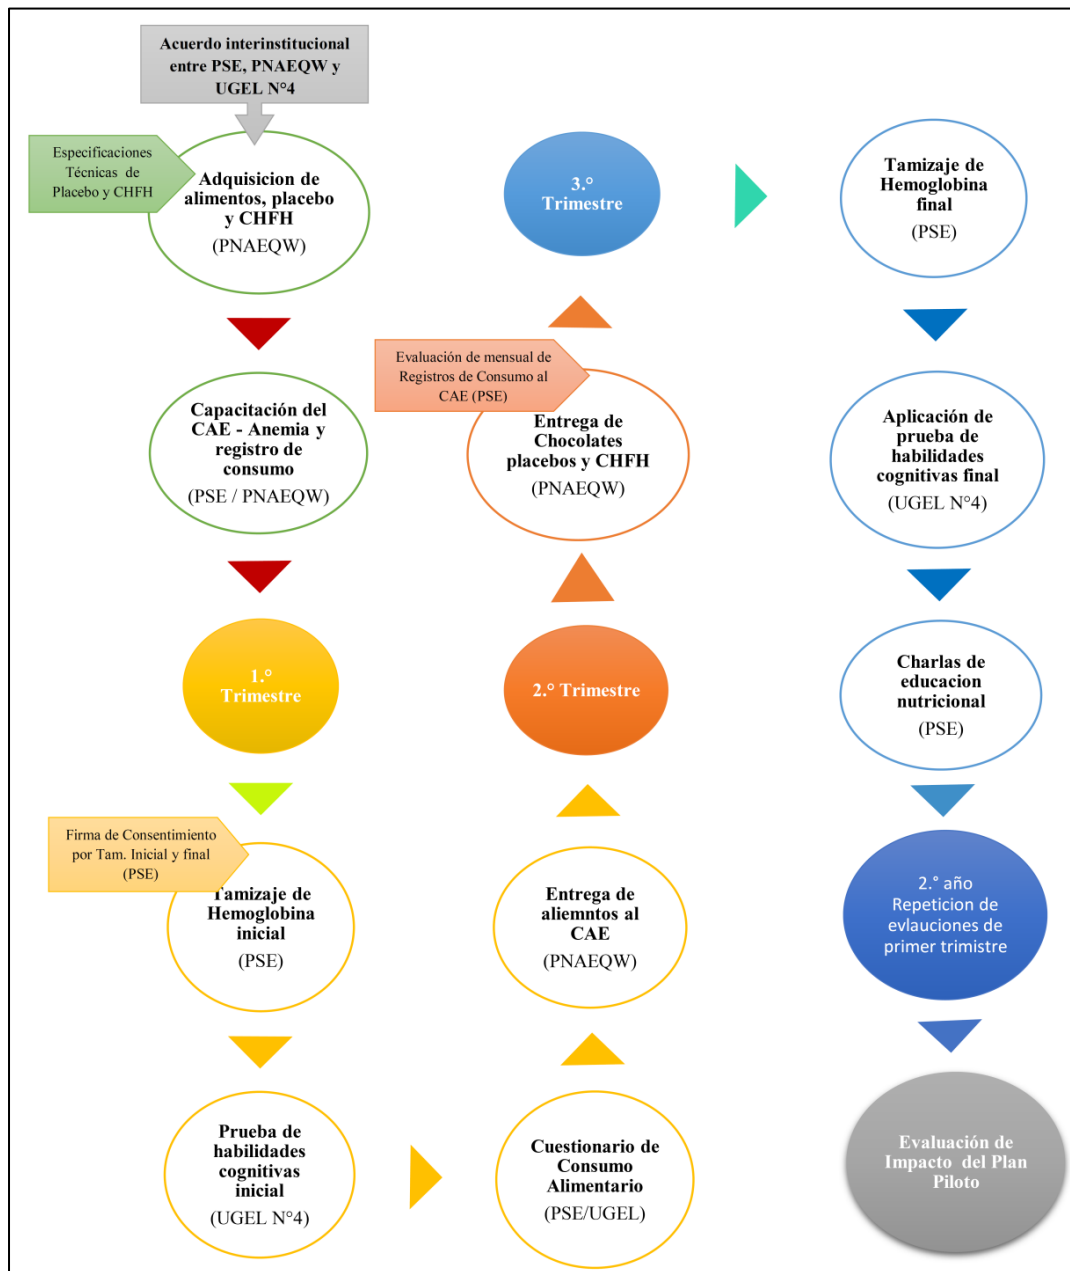 Acuerdo interinstitucional
entre PSE, PNAEQW y
UGEL N°4
Especificaciones
Técnicas de
Placebo y CHFH
Adquisicion de
alimentos, placebo
y CHFH
(PNAEQW)
Capacitación del
CAE - Anemia y
registro de
consumo
(PSE / PNAEQW)
1.°
Trimestre
Firma de Consentimiento
por Tam. Inicial y final
(PSE)
Tamizaje de
Hemoglobina
inicial
(PSE)
Prueba de
habilidades
cognitivas
inicial
(UGEL N°4)
Cuestionario de
Consumo
Alimentario
(PSE/UGEL)
Entrega de
aliemntos al
CAE
(PNAEQW)
2.° Trimestre
Evaluación de mensual de
Registros de Consumo al
CAE (PSE)
Entrega de
Chocolates
placebos y CHFH
(PNAEQW)
3.°
Trimestre
Tamizaje de
Hemoglobina
final
(PSE)
Aplicación de
prueba de
habilidades
cognitivas final
(UGEL N°4)
Charlas de
educacion
nutricional
(PSE)
2.° año
Repeticion de
evlauciones de
primer trimistre
Evaluación de
Impacto del Plan
Piloto